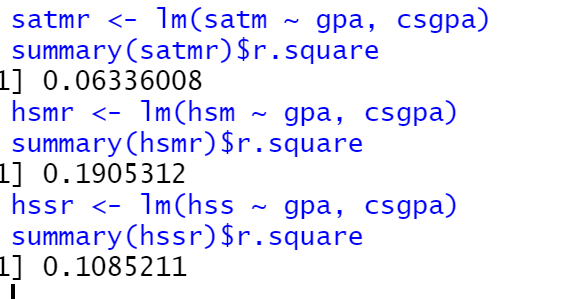 satmr <- lm(satm ~ gpa, csgpa)
summary(satmr)$r.square
1] 0.06336008
hsmr <- lm(hsm ~ gpa, csgpa)
summary(hsmr)$r.square
1] 0.1905312
hssr <- lm(hss ~ gpa, csgpa)
summary(hssr)$r.square
1] 0.1085211